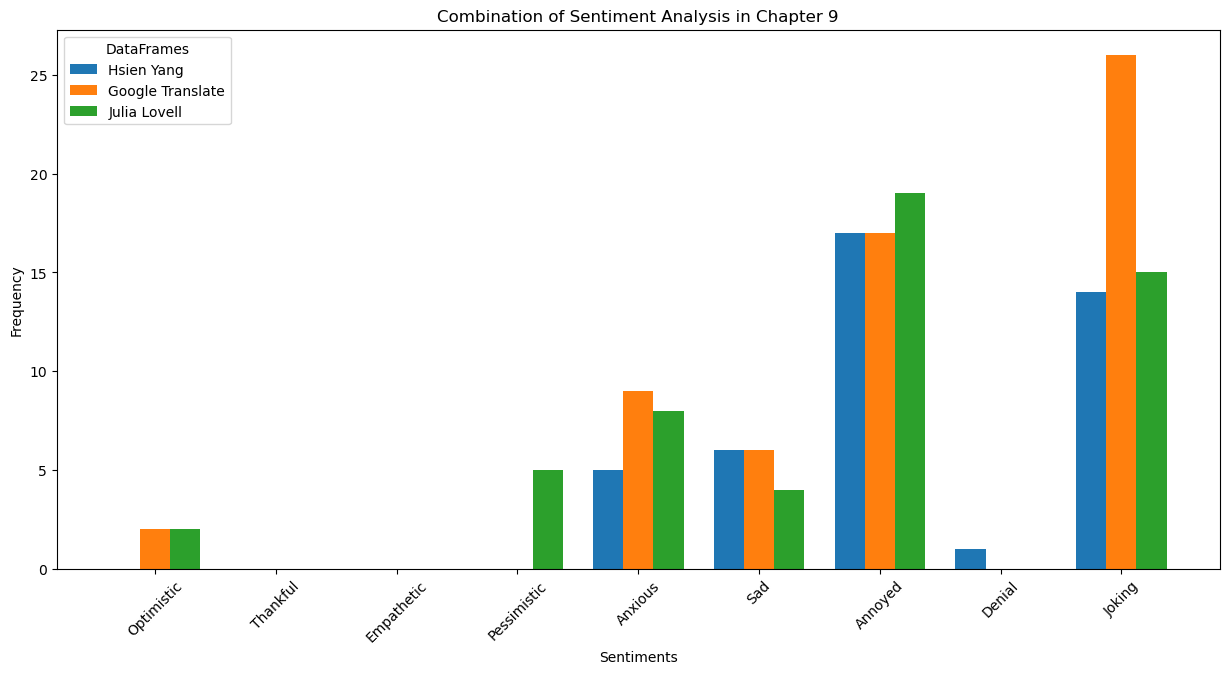 Combination of Sentiment Analysis in Chapter 9
DataFrames
Hsien Yang
Google Translate
Julia Lovell
Frequency
25
20
15
10
5
0
Optimistic
Thankful
Empathetic
Pessimistic
Anxious
Sad
Annoyed
Denial
Joking
Sentiments